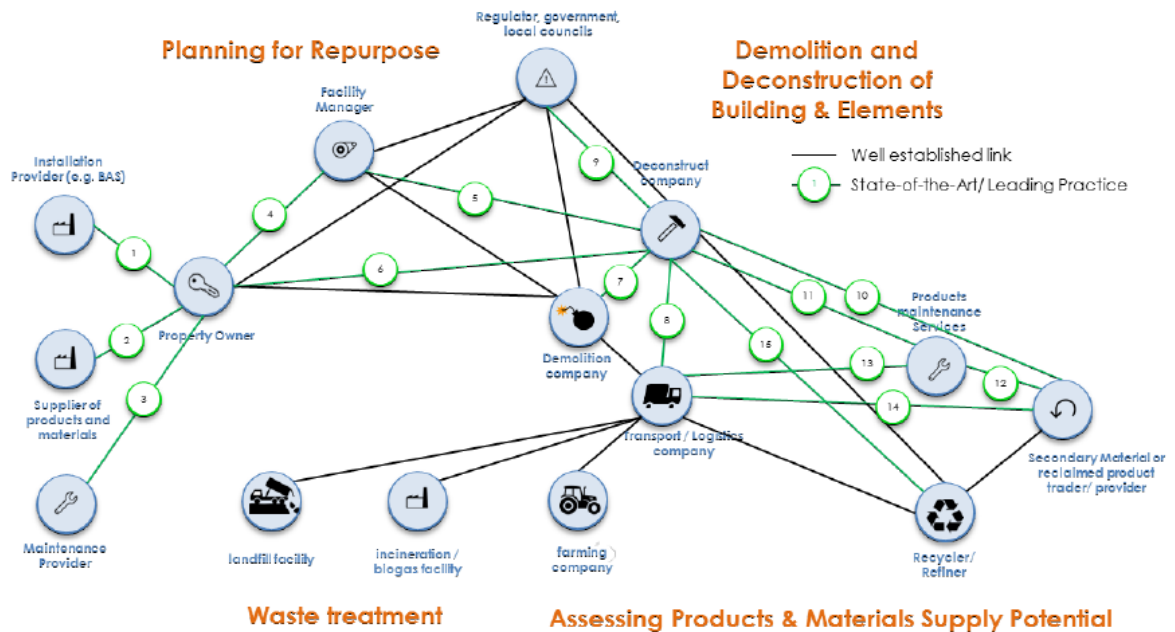 Regulator, government,
local councils
Planning for Repurpose
Demolition and
Deconstruction of
Building & Elements
Facility
Manager
Well established link
State-of-the-Art/ Leading Practice
1
9
Deconstruct
company
Installation
Provider (e.g. BAS)
4
5
1
6
7
11
10
Products
maintenance
Services
2
Property Owner
8
15
Demolition
company
13
12
3
14
Supplier of
products and
materials
Transport / Logistics
company
Secondary Material or
reclaimed product
trader/ provider
Maintenance
Provider
landfill facility
incineration /
biogas facility
farming
company
Recycler/
Refiner
Waste treatment
Assessing Products & Materials Supply Potential